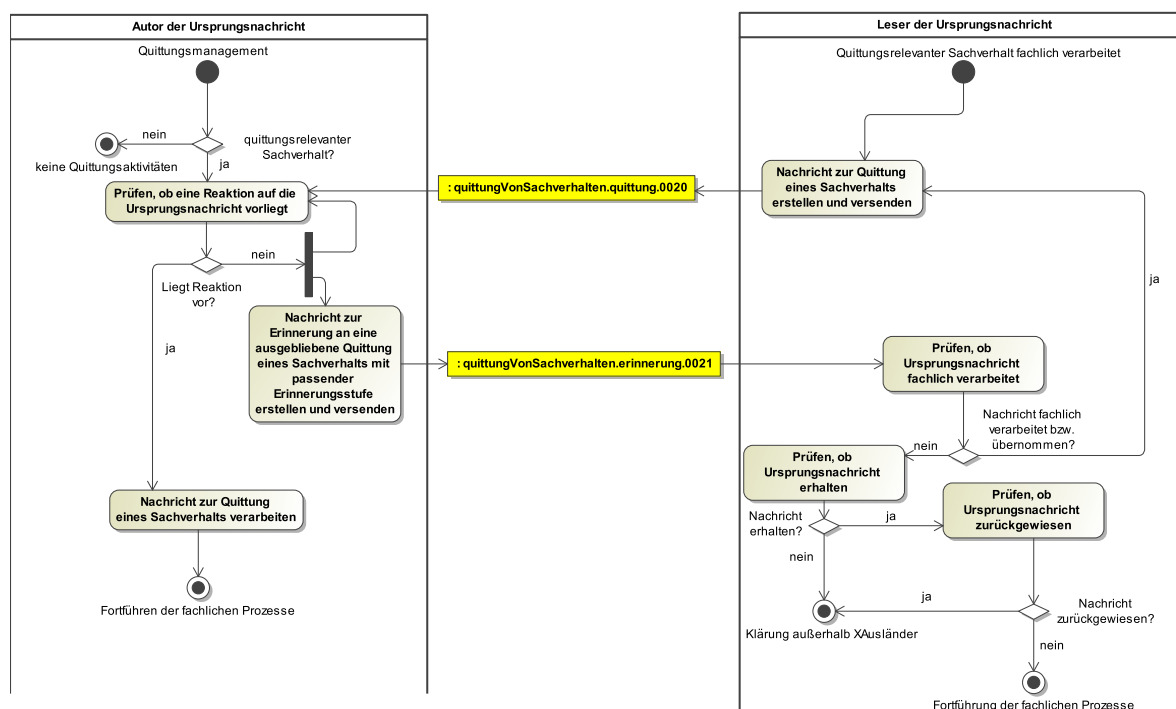 Autor der Ursprungsnachricht
Quittungsmanagement
nein
quittungsrelevanter
Sachverhalt?
keine Quittungsaktivitäten
ja
Prüfen, ob eine Reaktion auf die
Ursprungsnachricht vorliegt
nein
Liegt Reaktion
vor?
ja
Nachricht zur
Erinnerung an eine
ausgebliebene Quittung
eines Sachverhalts mit
passender
Erinnerungsstufe
erstellen und versenden
Nachricht zur Quittung
eines Sachverhalts verarbeiten
Fortführen der fachlichen Prozesse
: quittungVonSachverhalten.quittung.0020
: quittungVonSachverhalten.erinnerung.0021
Leser der Ursprungsnachricht
Quittungsrelevanter Sachverhalt fachlich verarbeitet
Nachricht zur Quittung
eines Sachverhalts
erstellen und versenden
ja
Prüfen, ob
Ursprungsnachricht
fachlich verarbeitet
Nachricht fachlich
verarbeitet bzw.
übernommen?
nein
Prüfen, ob
Ursprungsnachricht
erhalten
Nachricht
erhalten?
ja
nein
Prüfen, ob
Ursprungsnachricht
zurückgewiesen
ja
Nachricht
zurückgewiesen?
Klärung außerhalb XAusländer
nein
Fortführung der fachlichen Prozesse